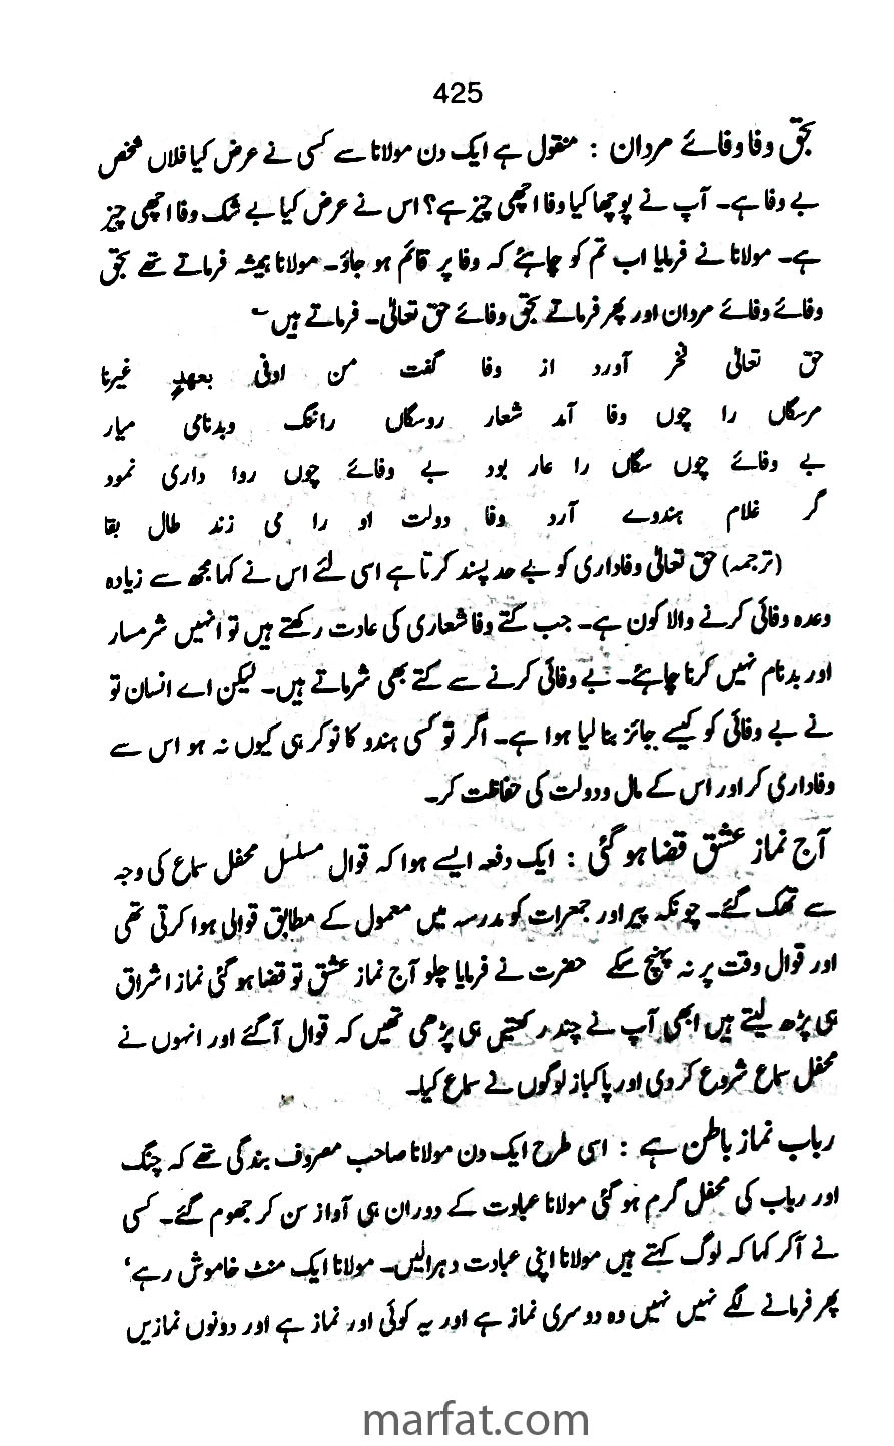 425
بحق وفا وفائے مردان : منقول ہے ایک دن مولانا سے کسی نے عرض کیا فلاں شخص
بے وفا ہے۔ آپ نے پوچھا کیا وفا اچھی چیز ہے؟ اس نے عرض کیا بے شک وفا اچھی چیز
ہے۔ مولانا نے فرمایا اب تم کو چاہئے کہ وفا پر قائم ہو جاؤ۔ مولانا ہمیشہ فرماتے تھے بحق
وفائے وفائے مردان اور پھر فرماتے بحق وفائے حق تعالٰی۔ فرماتے ہیں ؎
حق تعالٰی فخر آورد از وفا گفت من اوفی بعھدٍ غیرنا
مرسگاں را چوں وفا آمد شعار روسگاں راننگ وبدنامی میار
بے وفائے چوں سگاں را عار بود بے وفائے چوں روا داری نمود
گر غلام ہندوے آرد وفا دولت او را می زند طال بقا
(ترجمہ) حق تعالٰی وفاداری کو بے حد پسند کرتا ہے اسی لئے اس نے کہا مجھ سے زیادہ
وعدہ وفائی کرنے والا کون ہے۔ جب کتے وفا شعاری کی عادت رکھتے ہیں تو انہیں شرمسار
اور بدنام نہیں کرنا چاہئے۔ بے وفائی کرنے سے کتے بھی شرماتے ہیں۔ لیکن اے انسان تو
نے بے وفائی کو کیسے جائز بنا لیا ہوا ہے۔ اگر تو کسی ہندو کا نوکر ہی کیوں نہ ہو اس سے
وفاداری کر اور اس کے مال و دولت کی حفاظت کر۔
آج نماز عشق قضا ہو گئی : ایک دفعہ ایسے ہوا کہ قوال مسلسل محفل سماع کی وجہ
سے تھک گئے۔ چونکہ پیر اور جمعرات کو مدرسہ میں معمول کے مطابق قوالی ہوا کرتی تھی
اور قوال وقت پر نہ پہنچ سکے حضرت نے فرمایا چلو آج نماز عشق تو قضا ہو گئی نماز اشراق
ہی پڑھ لیتے ہیں ابھی آپ نے چند رکعتیں ہی پڑھی تھیں کہ قوال آ گئے اور انہوں نے
محفل سماع شروع کر دی اور پاکباز لوگوں نے سماع کیا۔
رباب نماز باطن ہے : اسی طرح ایک دن مولانا صاحب معروف بندگی تھے کہ چنگ
اور رباب کی محفل گرم ہو گئی مولانا عبادت کے دوران ہی آواز سن کر جھوم گئے۔ کسی
نے آ کر کہا کہ لوگ کہتے ہیں مولانا اپنی عبادت دہرا لیں۔ مولانا ایک منٹ خاموش رہے،
پھر فرمانے لگے نہیں نہیں وہ دوسری نماز ہے اور یہ کوئی اور نماز ہے اور دونوں نمازیں
marfat.com